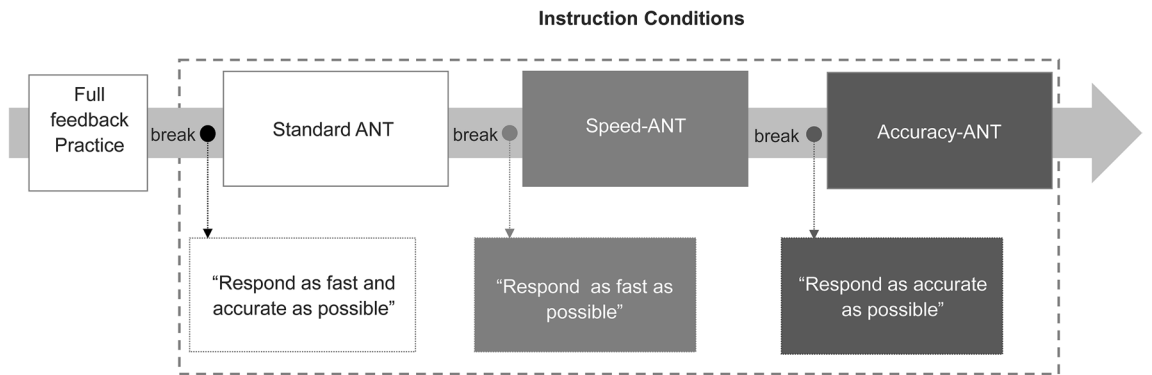 Instruction Conditions
Full
feedback
Practice
break
Standard ANT
break
Speed-ANT
break
Accuracy-ANT
“Respond as fast and
accurate as possible”
“Respond as fast as
possible”
“Respond as accurate
as possible”